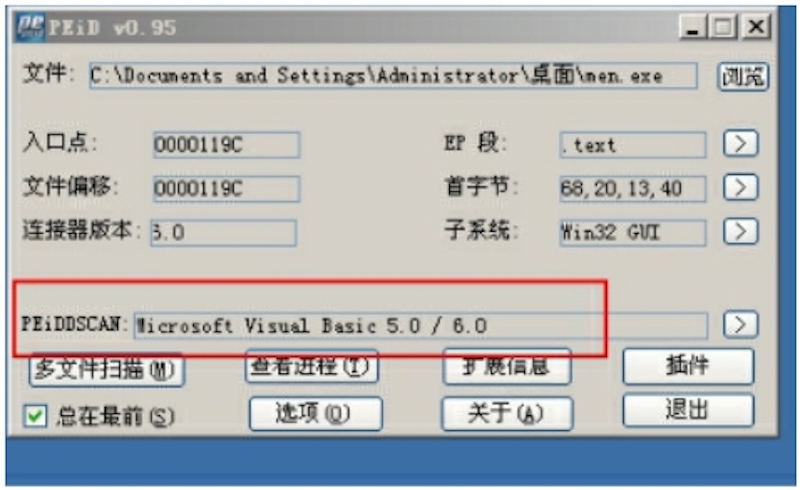 PEiD v0.95
文件: C:\Documents and Settings\Administrator\桌面\men.exe 浏览
入口点: 0000119C EP 段: .text >
文件偏移: 0000119C 首字节: 68,20,13,40 >
连接器版本: 6.0 子系统: Win32 GUI >
PEiDDSCAN: Microsoft Visual Basic 5.0 / 6.0 >
多文件扫描(M) 查看进程(T) 扩展信息 插件
总在最前(S) 选项(O) 关于(A) 退出